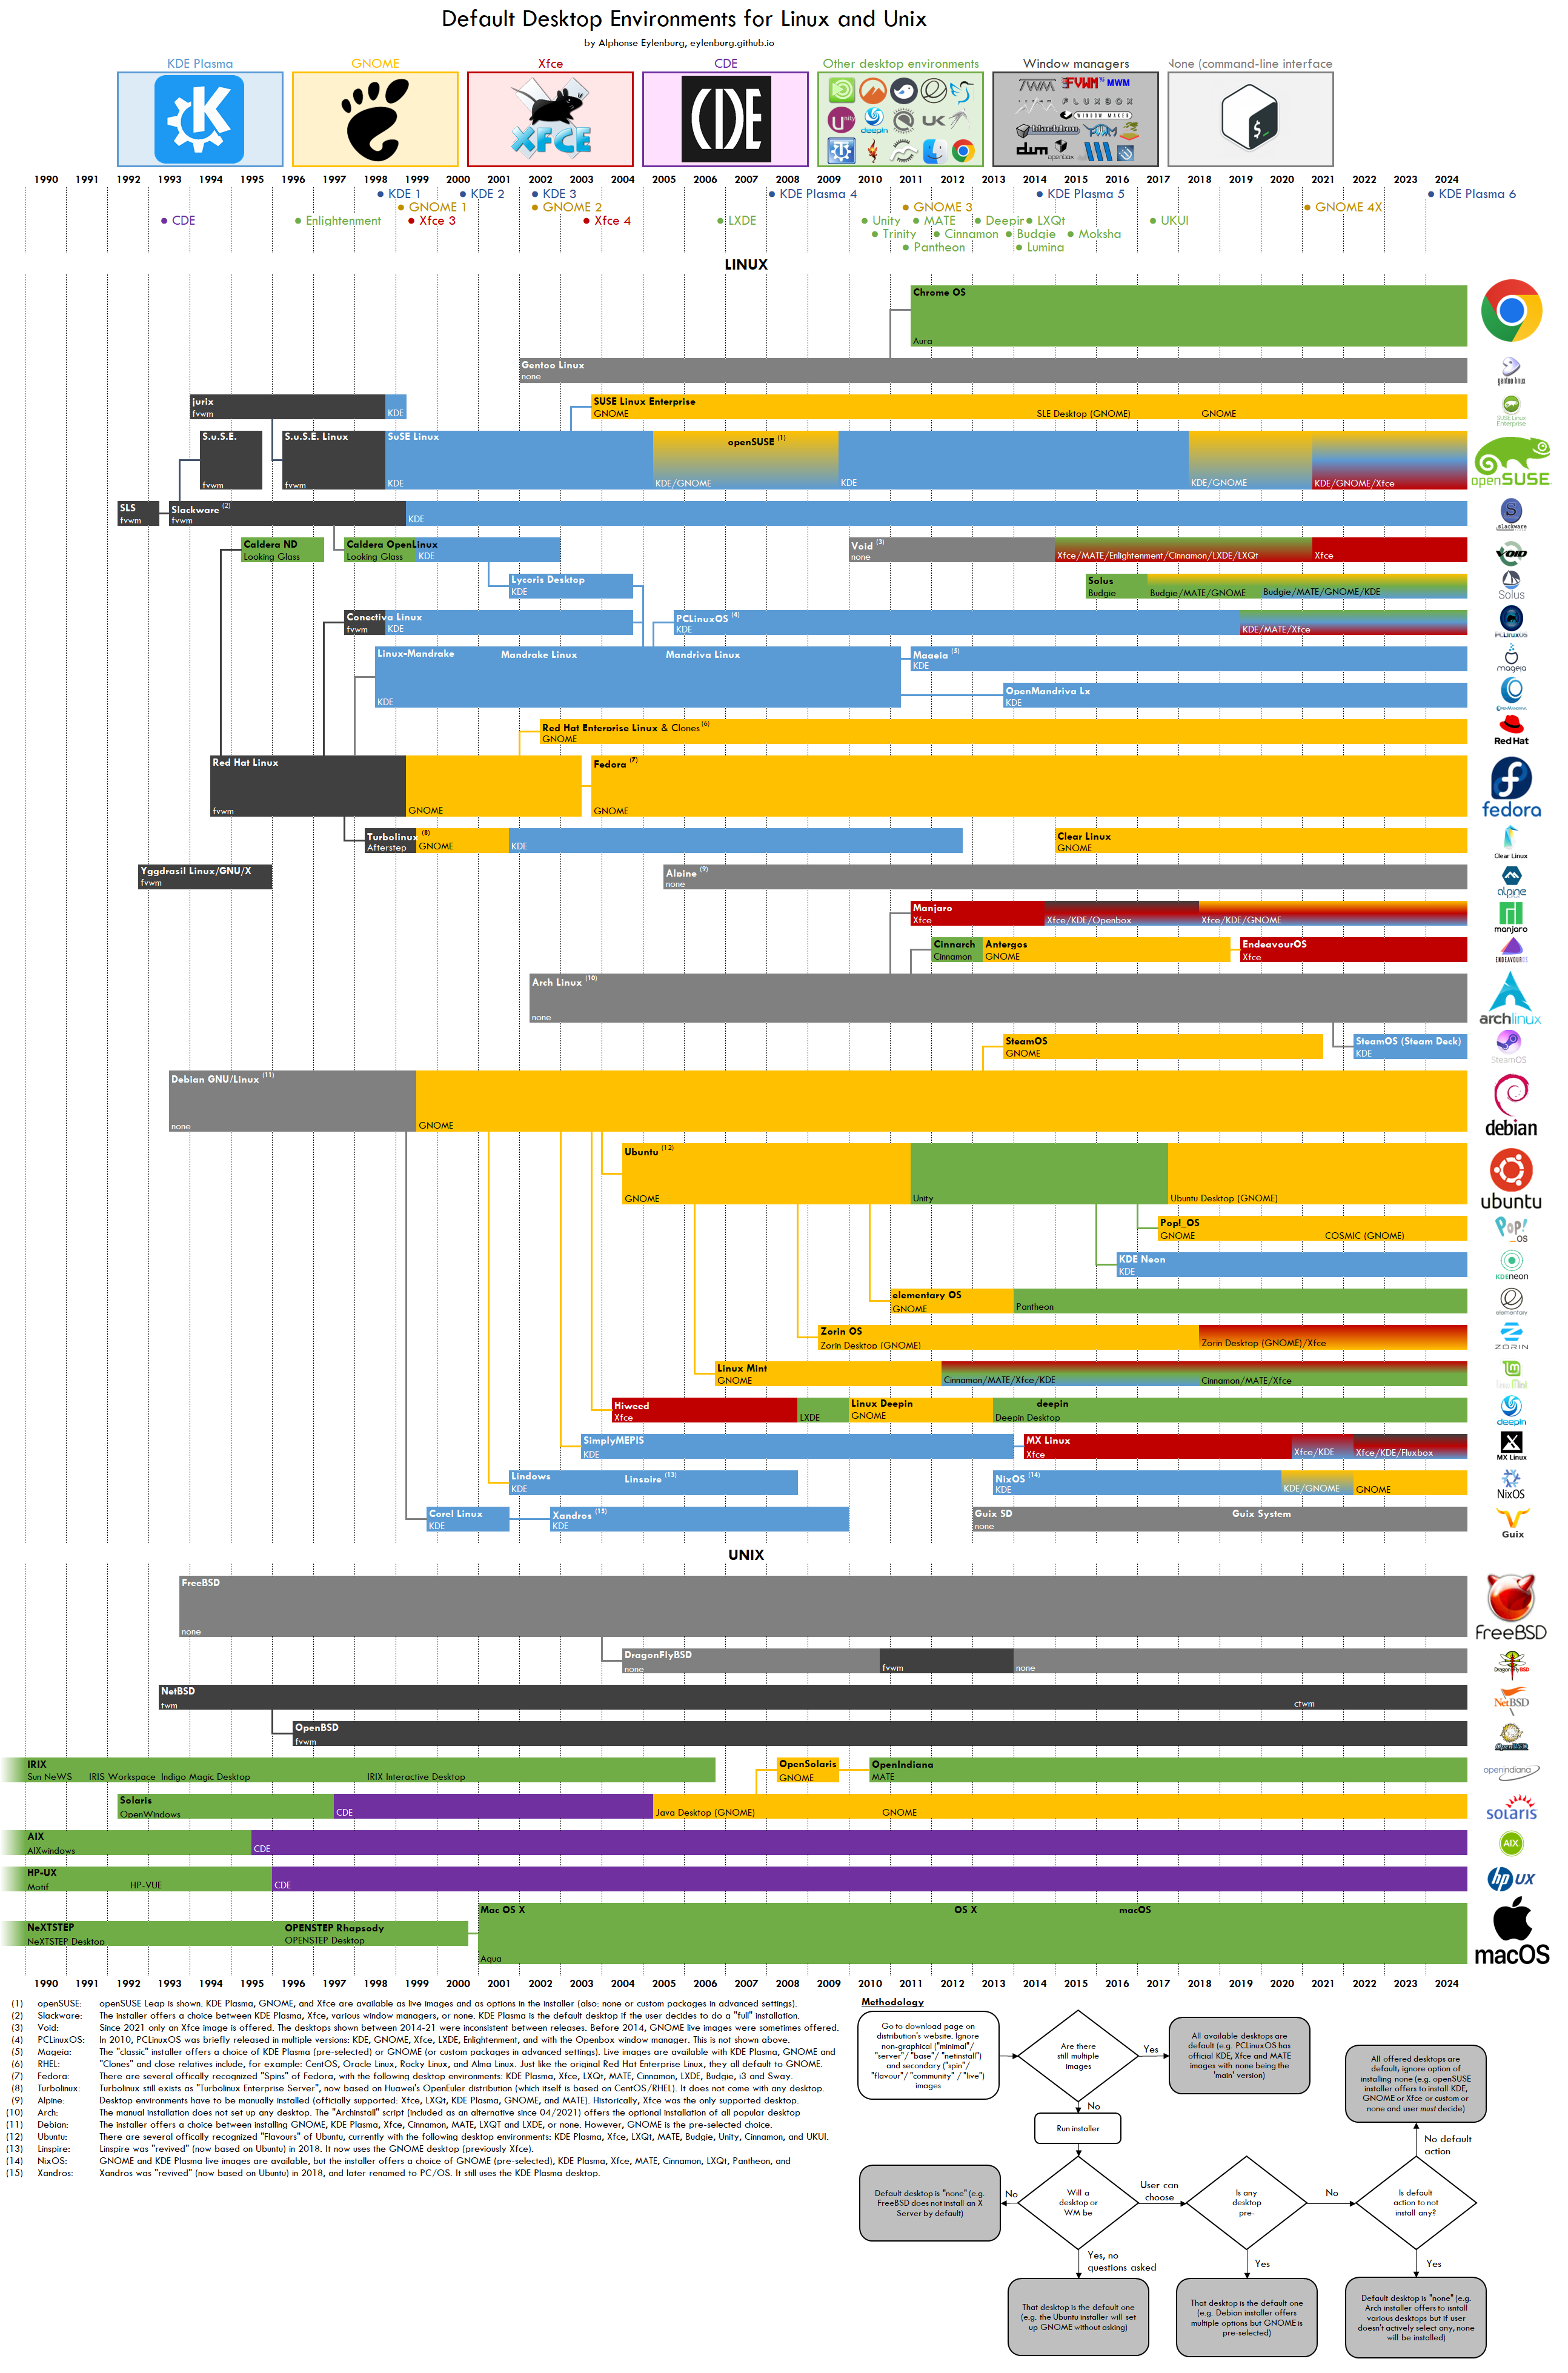 Default Desktop Environments for Linux and Unix
by Alphonse Eylenburg, eylenburg.github.io
KDE Plasma
GNOME
Xfce
CDE
Other desktop environments
Window managers
None (command-line interface
1990 1991 1992 1993 1994 1995 1996 1997 1998 1999 2000 2001 2002 2003 2004 2005 2006 2007 2008 2009 2010 2011 2012 2013 2014 2015 2016 2017 2018 2019 2020 2021 2022 2023 2024
KDE 1 KDE 2 KDE 3 KDE Plasma 4 KDE Plasma 5 KDE Plasma 6
GNOME 1 GNOME 2 GNOME 3 GNOME 4X
CDE Enlightenment Xfce 3 Xfce 4 LXDE Unity MATE Deepin LXQt UKUI
Trinity Cinnamon Budgie Moksha
Pantheon Lumina
LINUX
Chrome OS
Aura
Gentoo Linux
none
gentoo linux
jurix
fvwm KDE
SUSE Linux Enterprise
GNOME SLE Desktop (GNOME) GNOME
SUSE Linux Enterprise
S.u.S.E. S.u.S.E. Linux SuSE Linux openSUSE (1)
fvwm fvwm KDE KDE/GNOME KDE KDE/GNOME KDE/GNOME/Xfce
openSUSE
SLS Slackware (2)
fvwm fvwm KDE
slackware
Caldera ND Caldera OpenLinux
Looking Glass Looking Glass KDE
Void (3)
none Xfce/MATE/Enlightenment/Cinnamon/LXDE/LXQt Xfce
VOID
Lycoris Desktop
KDE
Solus
Budgie Budgie/MATE/GNOME Budgie/MATE/GNOME/KDE
Solus
Conectiva Linux
fvwm KDE
PCLinuxOS (4)
KDE KDE/MATE/Xfce
PCLinuxOS
Linux-Mandrake Mandrake Linux Mandriva Linux
KDE
Mageia (5)
KDE
mageia
OpenMandriva Lx
KDE
OpenMandriva
Red Hat Enterprise Linux & Clones (6)
GNOME
Red Hat
Red Hat Linux
fvwm GNOME
Fedora (7)
GNOME
fedora
Turbolinux (8)
Afterstep GNOME KDE
Clear Linux
GNOME
Clear Linux
Yggdrasil Linux/GNU/X
fvwm
Alpine (9)
none
alpine
Manjaro
Xfce Xfce/KDE/Openbox Xfce/KDE/GNOME
manjaro
Cinnarch Antergos EndeavourOS
Cinnamon GNOME Xfce
ENDEAVOUROS
Arch Linux (10)
none
archlinux
SteamOS SteamOS (Steam Deck)
GNOME KDE
SteamOS
Debian GNU/Linux (11)
none GNOME
debian
Ubuntu (12)
GNOME Unity Ubuntu Desktop (GNOME)
ubuntu
Pop!_OS
GNOME COSMIC (GNOME)
Pop! _OS
KDE Neon
KDE
KDE neon
elementary OS
GNOME Pantheon
elementary
Zorin OS
Zorin Desktop (GNOME) Zorin Desktop (GNOME)/Xfce
ZORIN
Linux Mint
GNOME Cinnamon/MATE/Xfce/KDE Cinnamon/MATE/Xfce
Linux Mint
Hiweed Linux Deepin deepin
Xfce LXDE GNOME Deepin Desktop
deepin
SimplyMEPIS MX Linux
KDE Xfce Xfce/KDE Xfce/KDE/Fluxbox
MX Linux
Lindows Linspire (13)
KDE
NixOS (14)
KDE KDE/GNOME GNOME
NixOS
Corel Linux Xandros (15)
KDE KDE
Guix SD Guix System
none
Guix
UNIX
FreeBSD
none
FreeBSD
DragonFlyBSD
none fvwm none
DragonFlyBSD
NetBSD
twm ctwm
NetBSD
OpenBSD
fvwm
OpenBSD
IRIX
Sun NeWS IRIS Workspace Indigo Magic Desktop IRIX Interactive Desktop
OpenSolaris OpenIndiana
GNOME MATE
openindiana
Solaris
OpenWindows CDE Java Desktop (GNOME) GNOME
solaris
AIX
AIXwindows CDE
AIX
HP-UX
Motif HP-VUE CDE
hp UX
NeXTSTEP OPENSTEP Rhapsody
NeXTSTEP Desktop OPENSTEP Desktop
Mac OS X OS X macOS
Aqua
macOS
1990 1991 1992 1993 1994 1995 1996 1997 1998 1999 2000 2001 2002 2003 2004 2005 2006 2007 2008 2009 2010 2011 2012 2013 2014 2015 2016 2017 2018 2019 2020 2021 2022 2023 2024
(1) openSUSE: openSUSE Leap is shown. KDE Plasma, GNOME, and Xfce are available as live images and as options in the installer (also: none or custom packages in advanced settings).
(2) Slackware: The installer offers a choice between KDE Plasma, Xfce, various window managers, or none. KDE Plasma is the default desktop if the user decides to do a "full" installation.
(3) Void: Since 2021 only an Xfce image is offered. The desktops shown between 2014-21 were inconsistent between releases. Before 2014, GNOME live images were sometimes offered.
(4) PCLinuxOS: In 2010, PCLinuxOS was briefly released in multiple versions: KDE, GNOME, Xfce, LXDE, Enlightenment, and with the Openbox window manager. This is not shown above.
(5) Mageia: The "classic" installer offers a choice of KDE Plasma (pre-selected) or GNOME (or custom packages in advanced settings). Live images are available with KDE Plasma, GNOME and
(6) RHEL: "Clones" and close relatives include, for example: CentOS, Oracle Linux, Rocky Linux, and Alma Linux. Just like the original Red Hat Enterprise Linux, they all default to GNOME.
(7) Fedora: There are several offically recognized "Spins" of Fedora, with the following desktop environments: KDE Plasma, Xfce, LXQt, MATE, Cinnamon, LXDE, Budgie, i3 and Sway.
(8) Turbolinux: Turbolinux still exists as "Turbolinux Enterprise Server", now based on Huawei's OpenEuler distribution (which itself is based on CentOS/RHEL). It does not come with any desktop.
(9) Alpine: Desktop environments have to be manually installed (officially supported: Xfce, LXQt, KDE Plasma, GNOME, and MATE). Historically, Xfce was the only supported desktop.
(10) Arch: The manual installation does not set up any desktop. The "Archinstall" script (included as an alternative since 04/2021) offers the optional installation of all popular desktop
(11) Debian: The installer offers a choice between installing GNOME, KDE Plasma, Xfce, Cinnamon, MATE, LXQT and LXDE, or none. However, GNOME is the pre-selected choice.
(12) Ubuntu: There are several offically recognized "Flavours" of Ubuntu, currently with the following desktop environments: KDE Plasma, Xfce, LXQt, MATE, Budgie, Unity, Cinnamon, and UKUI.
(13) Linspire: Linspire was "revived" (now based on Ubuntu) in 2018. It now uses the GNOME desktop (previously Xfce).
(14) NixOS: GNOME and KDE Plasma live images are available, but the installer offers a choice of GNOME (pre-selected), KDE Plasma, Xfce, MATE, Cinnamon, LXQt, Pantheon, and
(15) Xandros: Xandros was "revived" (now based on Ubuntu) in 2018, and later renamed to PC/OS. It still uses the KDE Plasma desktop.
Methodology
Go to download page on
distribution's website. Ignore
non-graphical ("minimal"/
"server"/ "base"/ "netinstall")
and secondary ("spin"/
"flavour"/ "community" / "live")
images
Are there
still multiple
images
Yes
All available desktops are
default (e.g. PCLinuxOS has
official KDE, Xfce and MATE
images with none being the
'main' version)
No
Run installer
All offered desktops are
default; ignore option of
installing none (e.g. openSUSE
installer offers to install KDE,
GNOME or Xfce or custom or
none and user must decide)
No default
action
Default desktop is "none" (e.g.
FreeBSD does not install an X
Server by default)
No
Will a
desktop or
WM be
User can
choose
Is any
desktop
pre-
No
Is default
action to not
install any?
Yes, no
questions asked
Yes
Yes
That desktop is the default one
(e.g. the Ubuntu installer will set
up GNOME without asking)
That desktop is the default one
(e.g. Debian installer offers
multiple options but GNOME is
pre-selected)
Default desktop is "none" (e.g.
Arch installer offers to isntall
various desktops but if user
doesn't actively select any, none
will be installed)